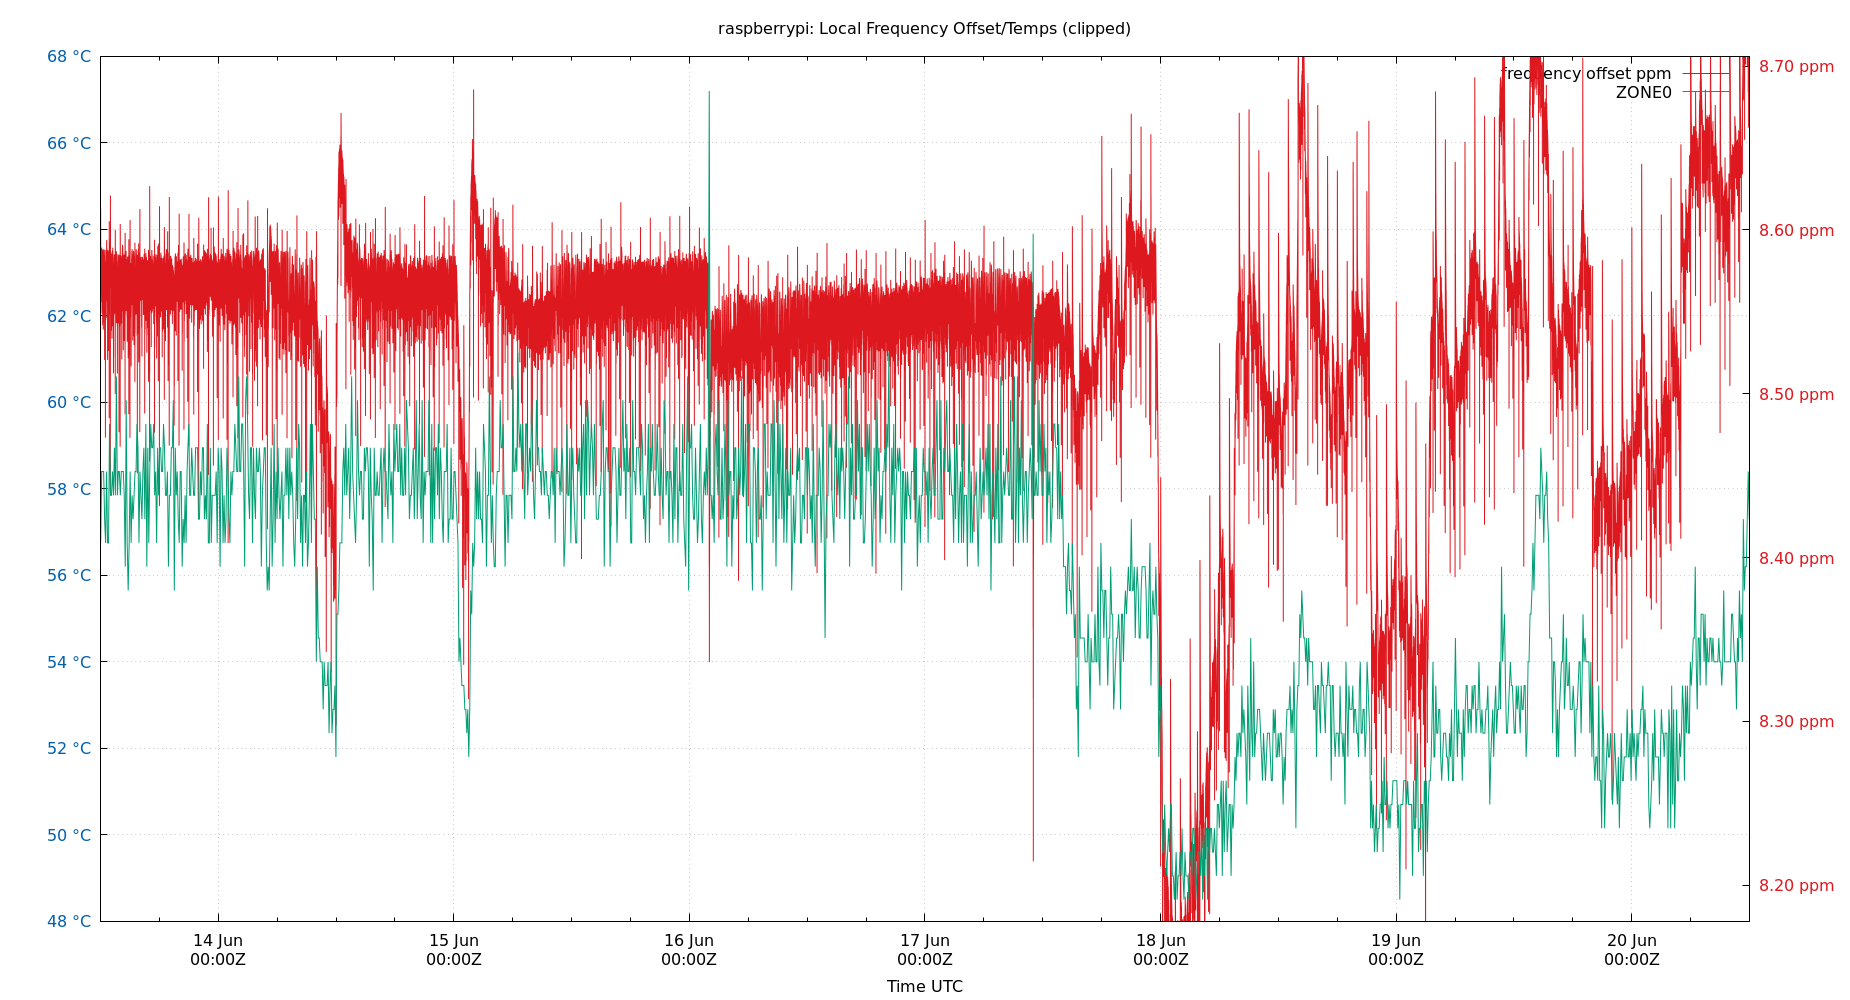 raspberrypi: Local Frequency Offset/Temps (clipped)
68 °C
66 °C
64 °C
62 °C
60 °C
58 °C
56 °C
54 °C
52 °C
50 °C
48 °C
8.70 ppm
8.60 ppm
8.50 ppm
8.40 ppm
8.30 ppm
8.20 ppm
frequency offset ppm
ZONE0
14 Jun
00:00Z
15 Jun
00:00Z
16 Jun
00:00Z
17 Jun
00:00Z
18 Jun
00:00Z
19 Jun
00:00Z
20 Jun
00:00Z
Time UTC